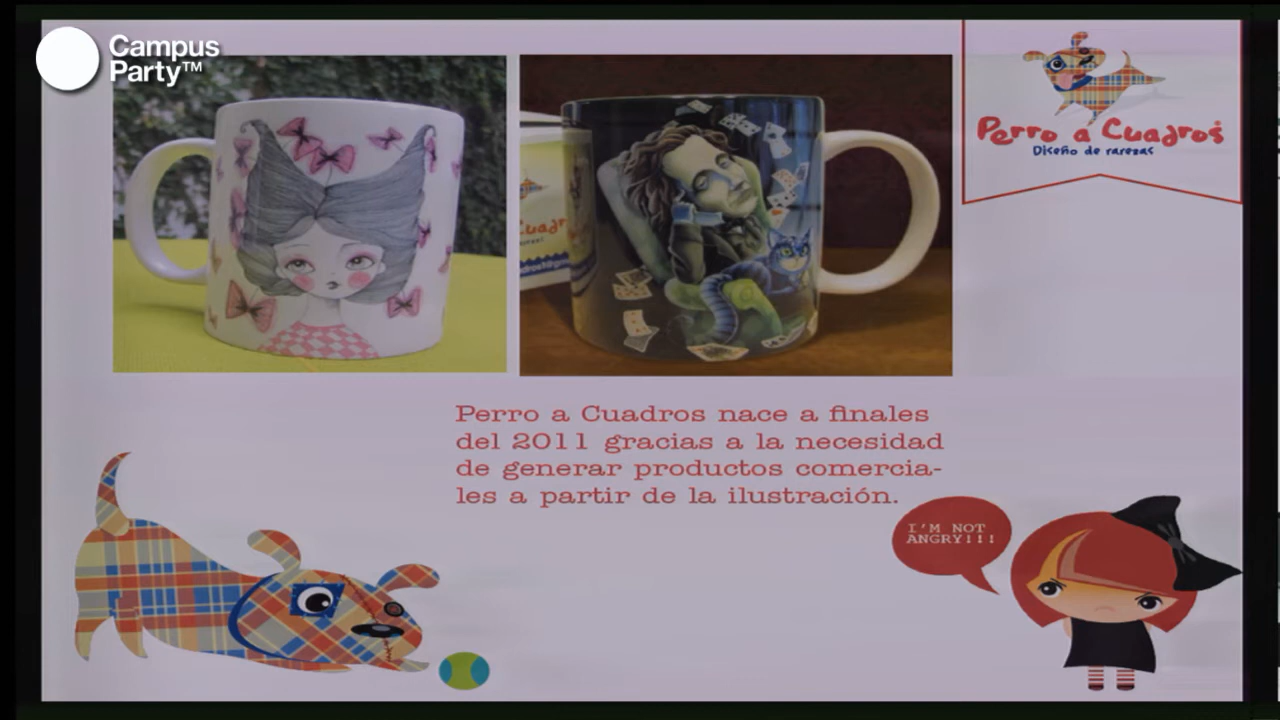 Campus
Party™
Perro a Cuadros
Diseño de rarezas
Cuadr
Perro a Cuadros nace a finales
del 2011 gracias a la necesidad
de generar productos comercia-
les a partir de la ilustración.
I'M NOT
ANGRY!!!